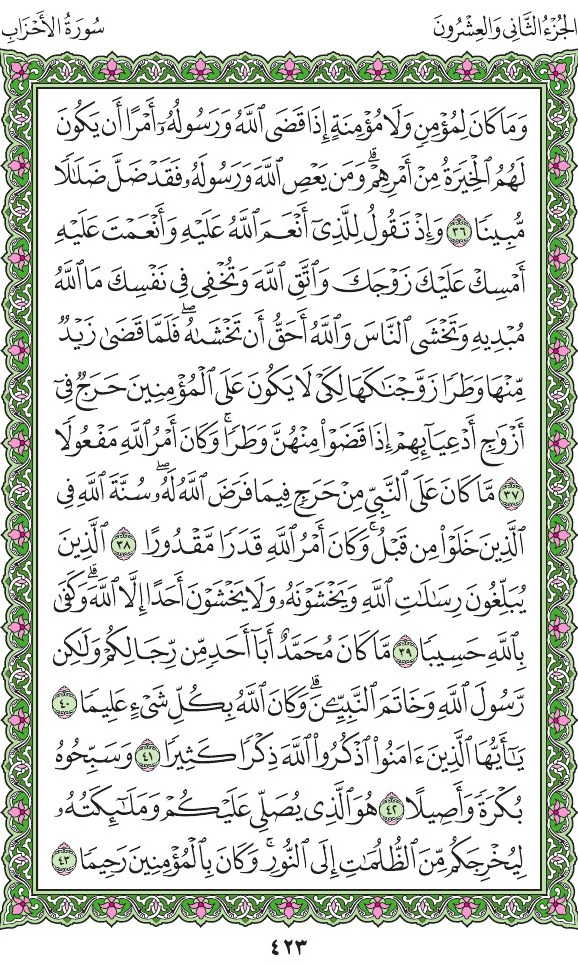 الجُزْءُ الثَّانِي وَالعِشْرُونَ
سُورَةُ الأَحْزَابِ
وَمَا كَانَ لِمُؤْمِنٍ وَلَا مُؤْمِنَةٍ إِذَا قَضَى ٱللَّهُ وَرَسُولُهُۥٓ أَمْرًا أَن يَكُونَ
لَهُمُ ٱلْخِيَرَةُ مِنْ أَمْرِهِمْ ۗ وَمَن يَعْصِ ٱللَّهَ وَرَسُولَهُۥ فَقَدْ ضَلَّ ضَلَٰلًا
مُّبِينًا ٣٦ وَإِذْ تَقُولُ لِلَّذِىٓ أَنْعَمَ ٱللَّهُ عَلَيْهِ وَأَنْعَمْتَ عَلَيْهِ
أَمْسِكْ عَلَيْكَ زَوْجَكَ وَٱتَّقِ ٱللَّهَ وَتُخْفِى فِى نَفْسِكَ مَا ٱللَّهُ
مُبْدِيهِ وَتَخْشَى ٱلنَّاسَ وَٱللَّهُ أَحَقُّ أَن تَخْشَىٰهُ ۖ فَلَمَّا قَضَىٰ زَيْدٌ
مِّنْهَا وَطَرًا زَوَّجْنَٰكَهَا لِكَىْ لَا يَكُونَ عَلَى ٱلْمُؤْمِنِينَ حَرَجٌ فِىٓ
أَزْوَٰجِ أَدْعِيَآئِهِمْ إِذَا قَضَوْا۟ مِنْهُنَّ وَطَرًا ۚ وَكَانَ أَمْرُ ٱللَّهِ مَفْعُولًا
٣٧ مَّا كَانَ عَلَى ٱلنَّبِىِّ مِنْ حَرَجٍ فِيمَا فَرَضَ ٱللَّهُ لَهُۥ ۖ سُنَّةَ ٱللَّهِ فِى
ٱلَّذِينَ خَلَوْا۟ مِن قَبْلُ ۚ وَكَانَ أَمْرُ ٱللَّهِ قَدَرًا مَّقْدُورًا ٣٨ ٱلَّذِينَ
يُبَلِّغُونَ رِسَٰلَٰتِ ٱللَّهِ وَيَخْشَوْنَهُۥ وَلَا يَخْشَوْنَ أَحَدًا إِلَّا ٱللَّهَ ۗ وَكَفَىٰ
بِٱللَّهِ حَسِيبًا ٣٩ مَّا كَانَ مُحَمَّدٌ أَبَآ أَحَدٍ مِّن رِّجَالِكُمْ وَلَٰكِن
رَّسُولَ ٱللَّهِ وَخَاتَمَ ٱلنَّبِيِّۦنَ ۗ وَكَانَ ٱللَّهُ بِكُلِّ شَىْءٍ عَلِيمًا ٤٠
يَٰٓأَيُّهَا ٱلَّذِينَ ءَامَنُوا۟ ٱذْكُرُوا۟ ٱللَّهَ ذِكْرًا كَثِيرًا ٤١ وَسَبِّحُوهُ
بُكْرَةً وَأَصِيلًا ٤٢ هُوَ ٱلَّذِى يُصَلِّى عَلَيْكُمْ وَمَلَٰٓئِكَتُهُۥ
لِيُخْرِجَكُم مِّنَ ٱلظُّلُمَٰتِ إِلَى ٱلنُّورِ ۚ وَكَانَ بِٱلْمُؤْمِنِينَ رَحِيمًا ٤٣
٤٢٣